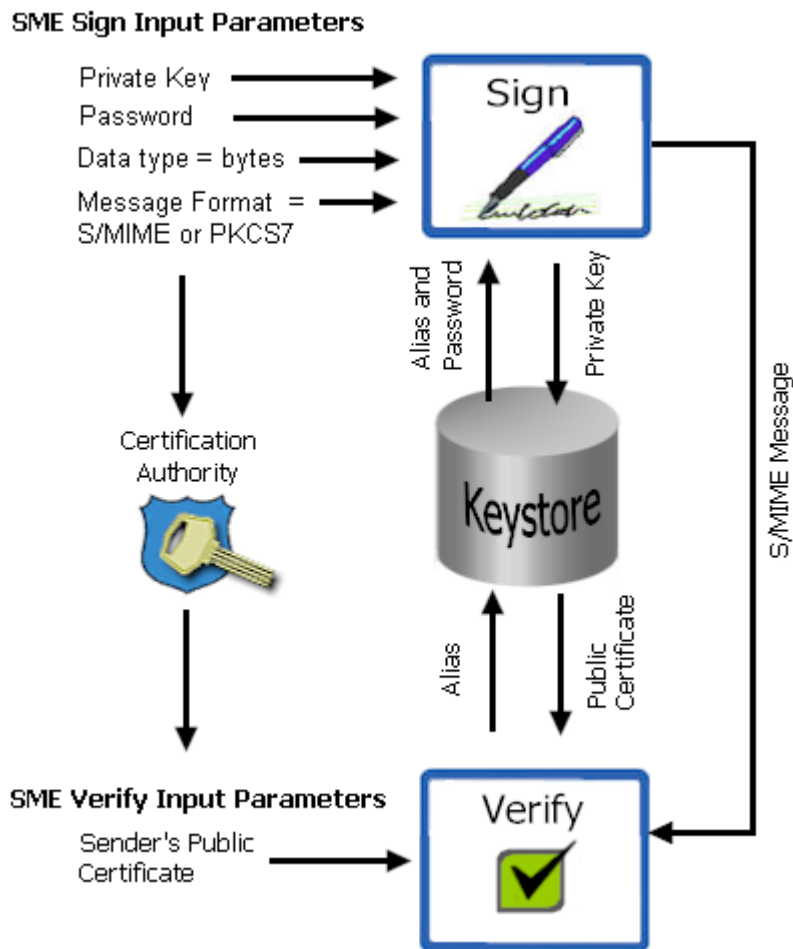 SME Sign Input Parameters
Private Key
Password
Data type = bytes
Message Format =
S/MIME or PKCS7
Sign
Alias and
Password
Private Key
S/MIME Message
Certification
Authority
Keystore
Alias
Public
Certificate
SME Verify Input Parameters
Sender's Public
Certificate
Verify